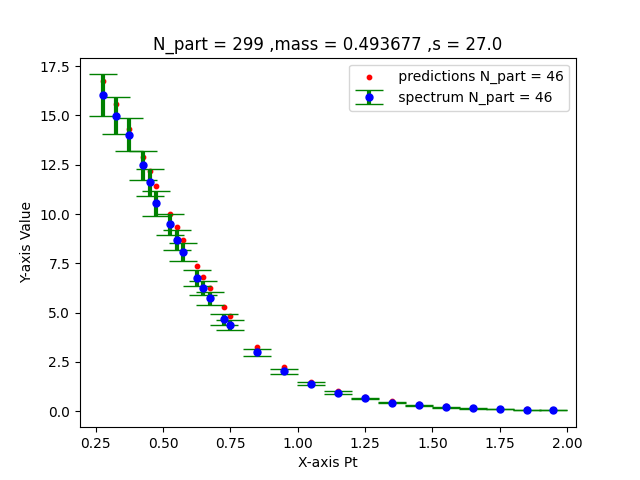 N_part = 299 ,mass = 0.493677 ,s = 27.0
predictions N_part = 46
spectrum N_part = 46
Y-axis Value
17.5
15.0
12.5
10.0
7.5
5.0
2.5
0.0
0.25 0.50 0.75 1.00 1.25 1.50 1.75 2.00
X-axis Pt